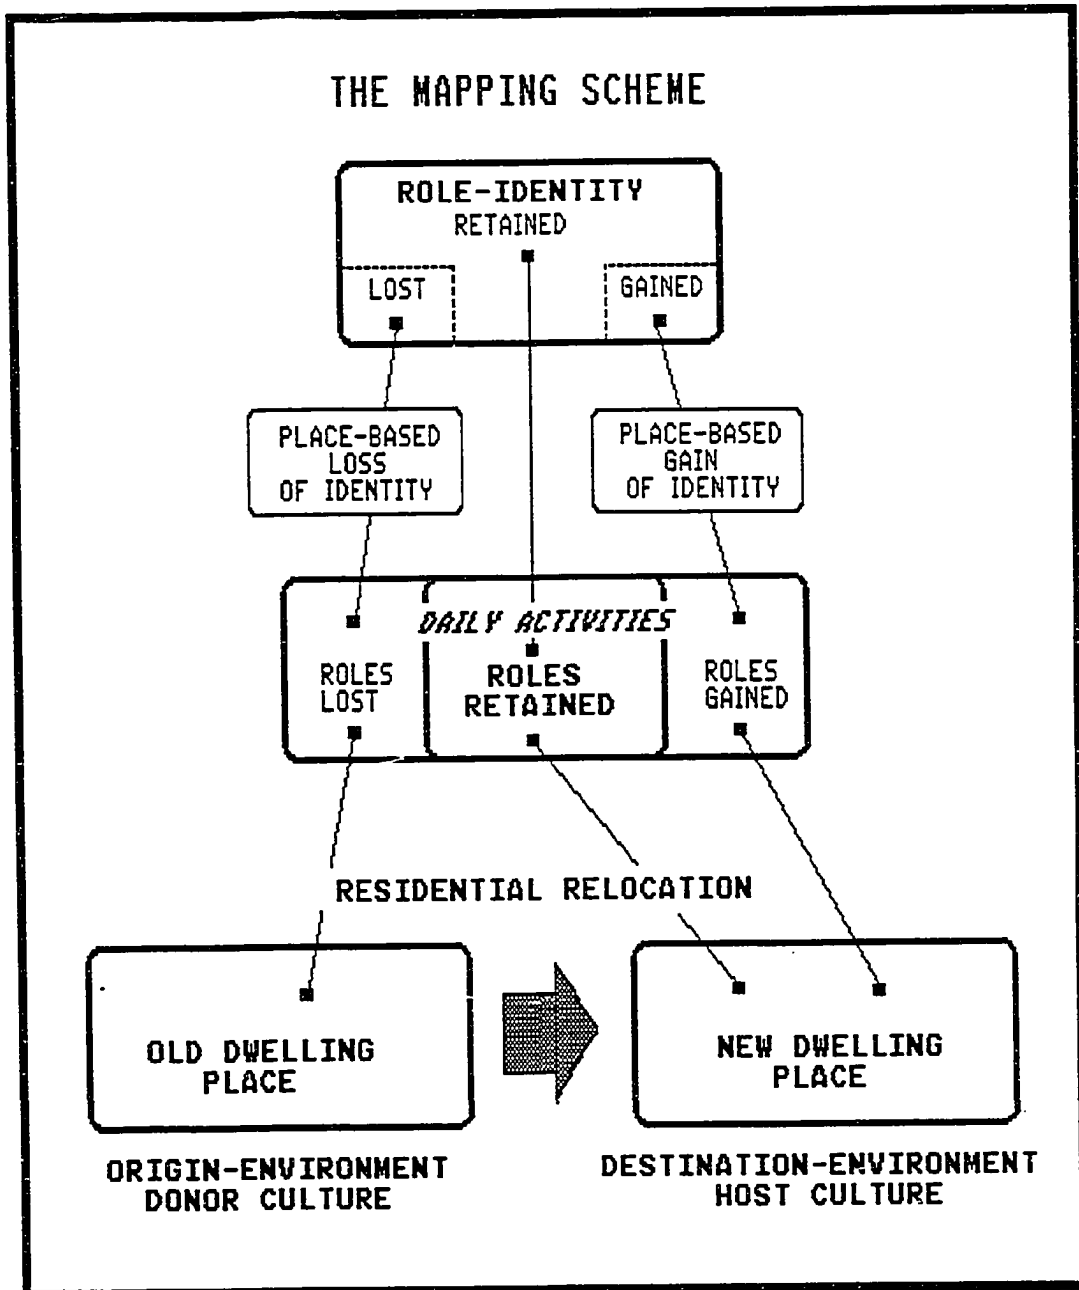 THE MAPPING SCHEME
ROLE-IDENTITY
RETAINED
LOST
GAINED
PLACE-BASED
LOSS
OF IDENTITY
PLACE-BASED
GAIN
OF IDENTITY
DAILY ACTIVITIES
ROLES
LOST
ROLES
RETAINED
ROLES
GAINED
RESIDENTIAL RELOCATION
OLD DWELLING
PLACE
NEW DWELLING
PLACE
ORIGIN-ENVIRONMENT
DONOR CULTURE
DESTINATION-ENVIRONMENT
HOST CULTURE